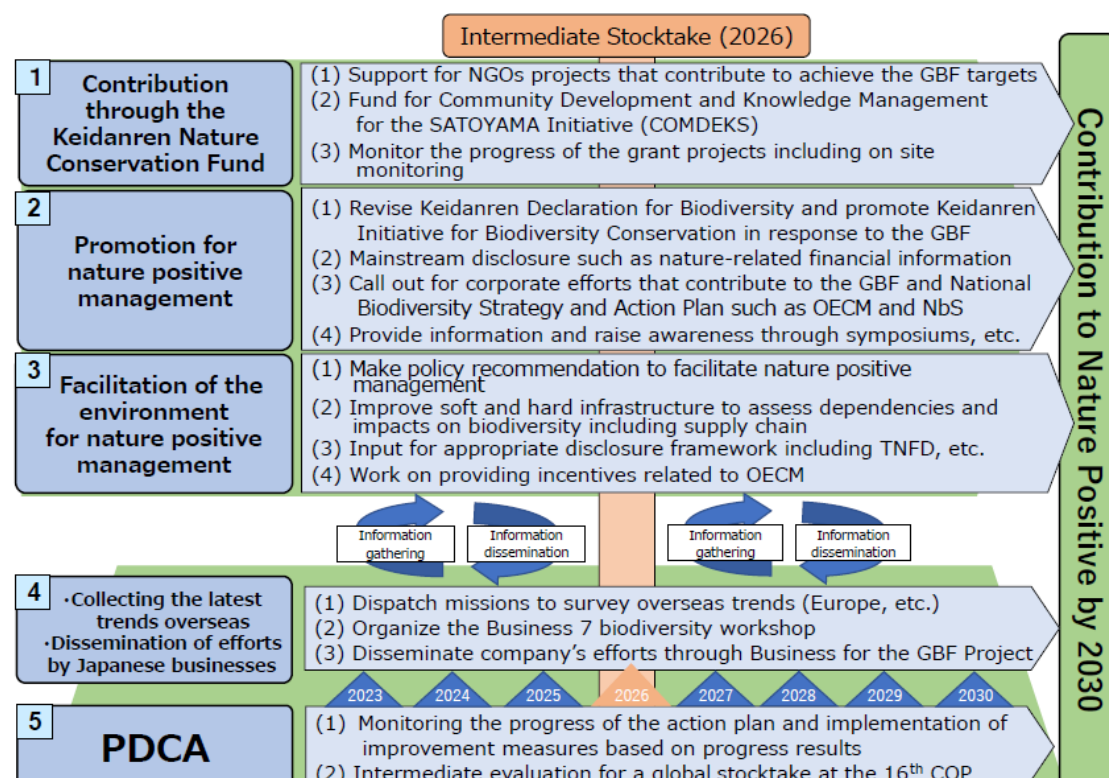 Intermediate Stocktake (2026)
1
Contribution
through the
Keidanren Nature
Conservation Fund
(1) Support for NGOs projects that contribute to achieve the GBF targets
(2) Fund for Community Development and Knowledge Management
for the SATOYAMA Initiative (COMDEKS)
(3) Monitor the progress of the grant projects including on site
monitoring
2
Promotion for
nature positive
management
(1) Revise Keidanren Declaration for Biodiversity and promote Keidanren
Initiative for Biodiversity Conservation in response to the GBF
(2) Mainstream disclosure such as nature-related financial information
(3) Call out for corporate efforts that contribute to the GBF and National
Biodiversity Strategy and Action Plan such as OECM and NbS
(4) Provide information and raise awareness through symposiums, etc.
3
Facilitation of the
environment
for nature positive
management
(1) Make policy recommendation to facilitate nature positive
management
(2) Improve soft and hard infrastructure to assess dependencies and
impacts on biodiversity including supply chain
(3) Input for appropriate disclosure framework including TNFD, etc.
(4) Work on providing incentives related to OECM
Information
gathering
Information
dissemination
Information
gathering
Information
dissemination
4
・Collecting the latest
trends overseas
・Dissemination of efforts
by Japanese businesses
(1) Dispatch missions to survey overseas trends (Europe, etc.)
(2) Organize the Business 7 biodiversity workshop
(3) Disseminate company's efforts through Business for the GBF Project
2023 2024 2025 2026 2027 2028 2029 2030
5
PDCA
(1) Monitoring the progress of the action plan and implementation of
improvement measures based on progress results
(2) Intermediate evaluation for a global stocktake at the 16th COP
Contribution to Nature Positive by 2030